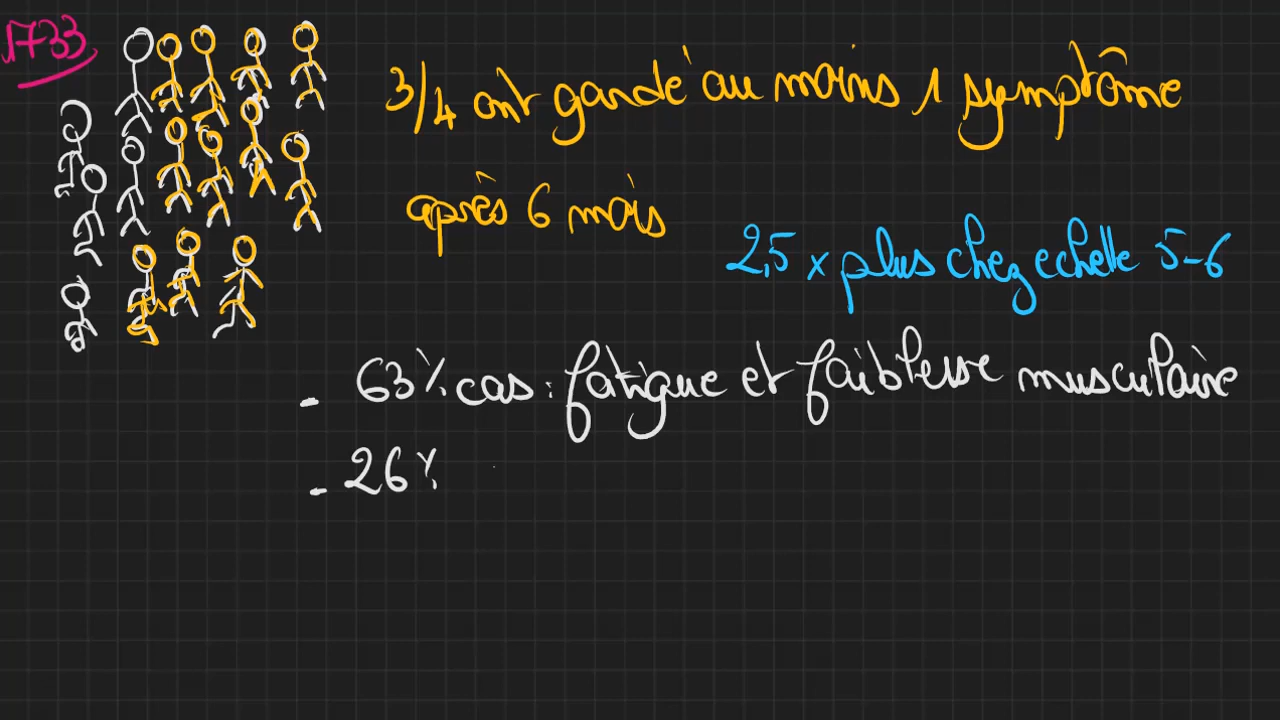 1733
3/4 ont gardé au moins 1 symptôme
après 6 mois
2,5 x plus chez echelle 5-6
- 63% cas : fatigue et faiblesse musculaire
- 26%